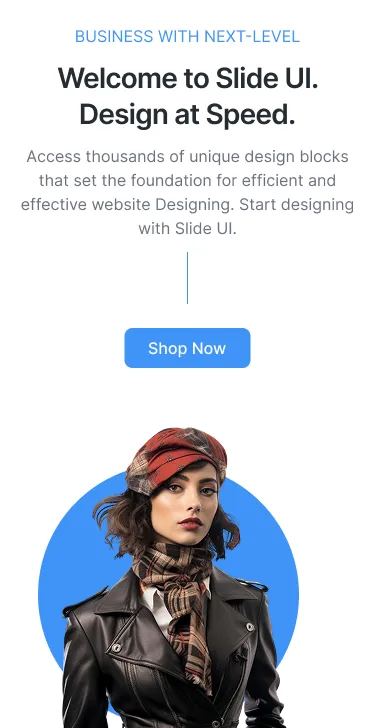 BUSINESS WITH NEXT-LEVEL
Welcome to Slide UI.
Design at Speed.
Access thousands of unique design blocks
that set the foundation for efficient and
effective website Designing. Start designing
with Slide UI.
Shop Now